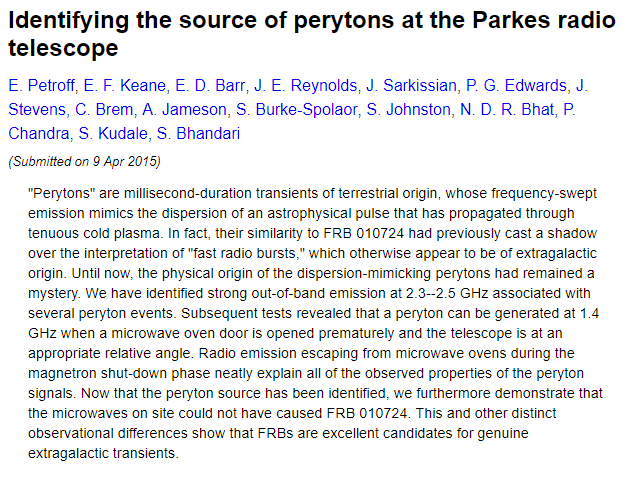 Identifying the source of perytons at the Parkes radio
telescope
E. Petroff, E. F. Keane, E. D. Barr, J. E. Reynolds, J. Sarkissian, P. G. Edwards, J.
Stevens, C. Brem, A. Jameson, S. Burke-Spolaor, S. Johnston, N. D. R. Bhat, P.
Chandra, S. Kudale, S. Bhandari
(Submitted on 9 Apr 2015)
"Perytons" are millisecond-duration transients of terrestrial origin, whose frequency-swept
emission mimics the dispersion of an astrophysical pulse that has propagated through
tenuous cold plasma. In fact, their similarity to FRB 010724 had previously cast a shadow
over the interpretation of "fast radio bursts," which otherwise appear to be of extragalactic
origin. Until now, the physical origin of the dispersion-mimicking perytons had remained a
mystery. We have identified strong out-of-band emission at 2.3--2.5 GHz associated with
several peryton events. Subsequent tests revealed that a peryton can be generated at 1.4
GHz when a microwave oven door is opened prematurely and the telescope is at an
appropriate relative angle. Radio emission escaping from microwave ovens during the
magnetron shut-down phase neatly explain all of the observed properties of the peryton
signals. Now that the peryton source has been identified, we furthermore demonstrate that
the microwaves on site could not have caused FRB 010724. This and other distinct
observational differences show that FRBs are excellent candidates for genuine
extragalactic transients.